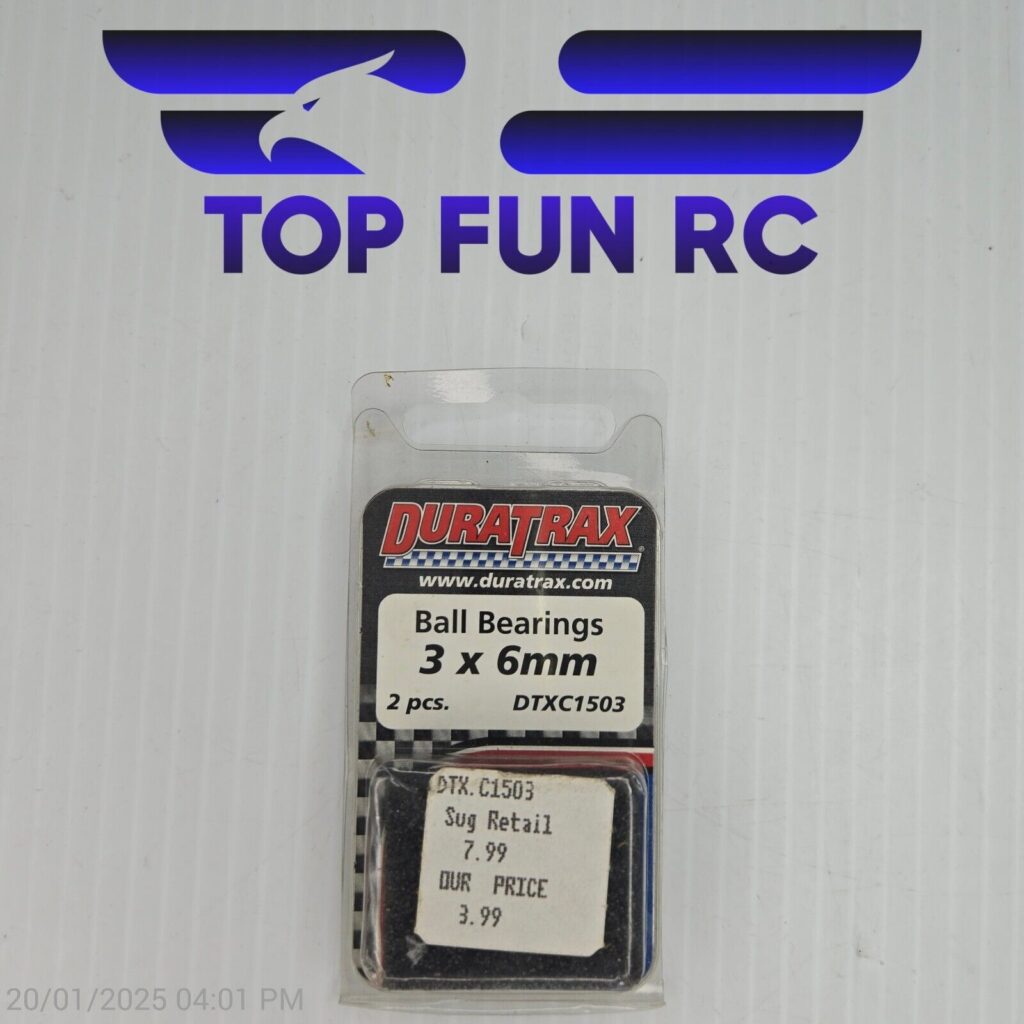 TOP FUN RC
DURATRAX®
www.duratrax.com
Ball Bearings
3 x 6mm
2 pcs. DTXC1503
DTX.C1503
Sug Retail
7.99
OUR PRICE
3.99
20/01/2025 04:01 PM